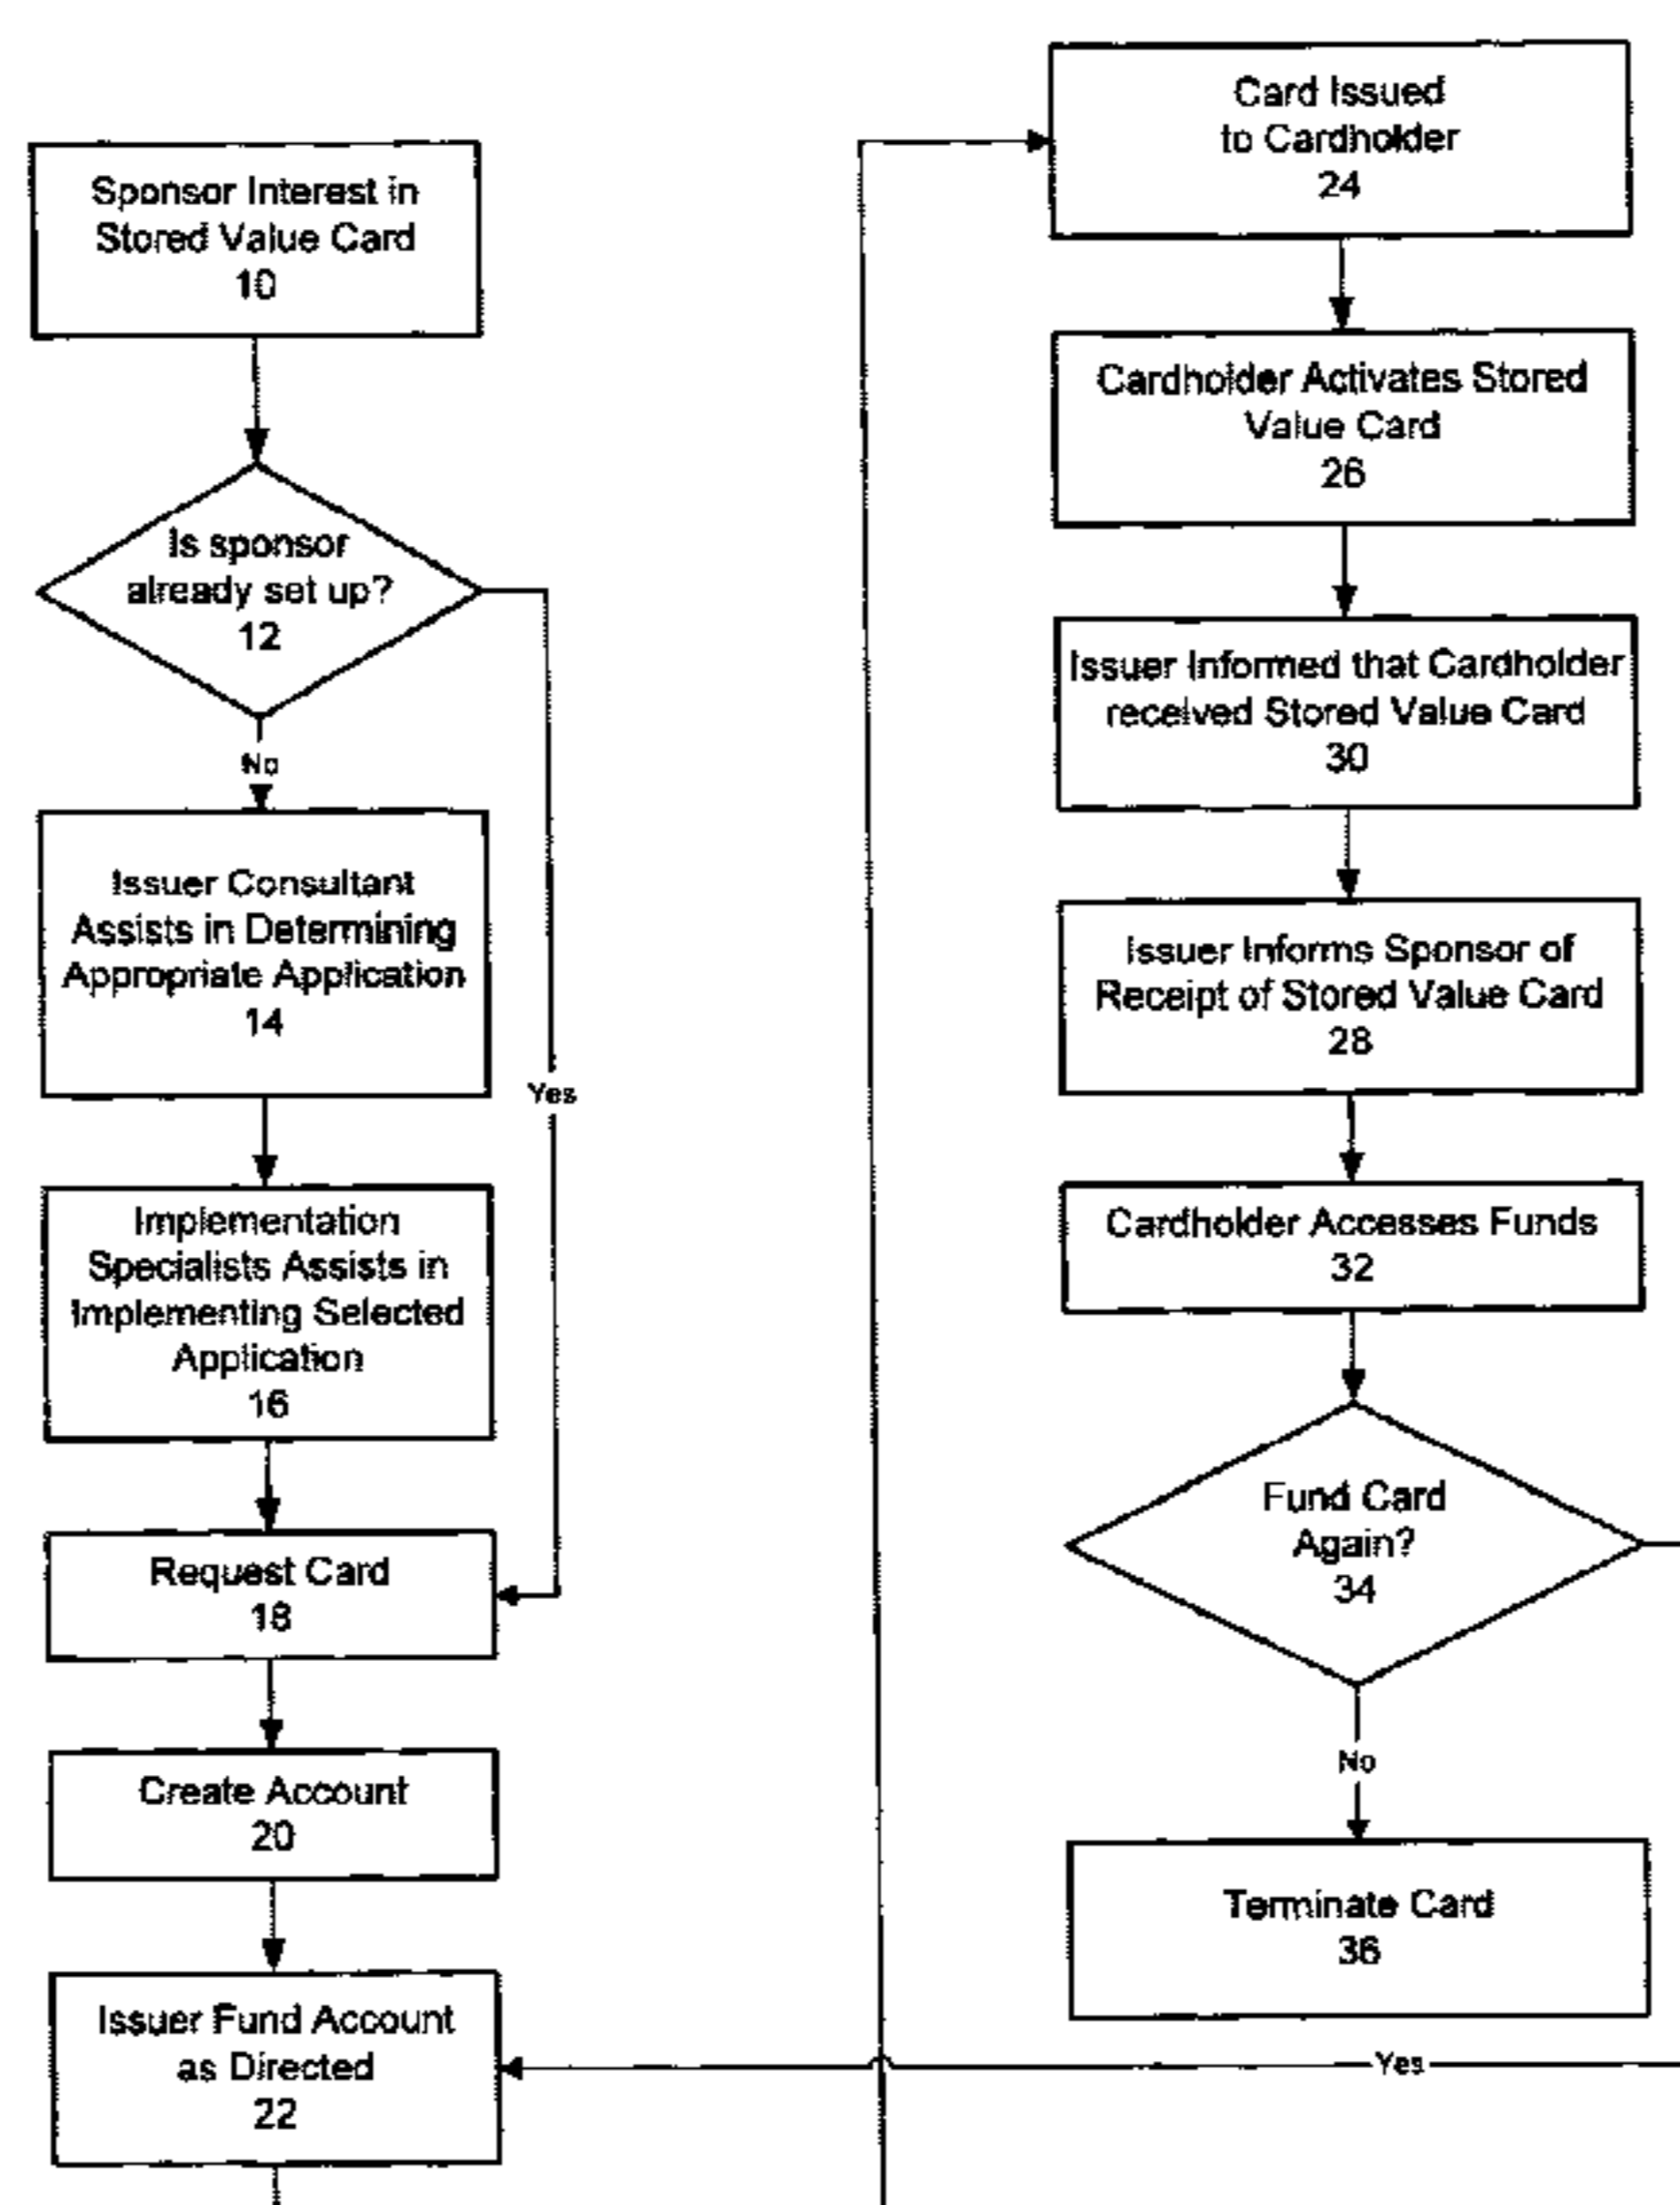 Sponsor Interest in
Stored Value Card
10
Is sponsor
already set up?
12
No
Issuer Consultant
Assists in Determining
Appropriate Application
14
Yes
Implementation
Specialists Assists in
Implementing Selected
Application
16
Request Card
18
Create Account
20
Issuer Fund Account
as Directed
22
Card Issued
to Cardholder
24
Cardholder Activates Stored
Value Card
26
Issuer Informed that Cardholder
received Stored Value Card
30
Issuer Informs Sponsor of
Receipt of Stored Value Card
28
Cardholder Accesses Funds
32
Fund Card
Again?
34
No
Terminate Card
36
Yes